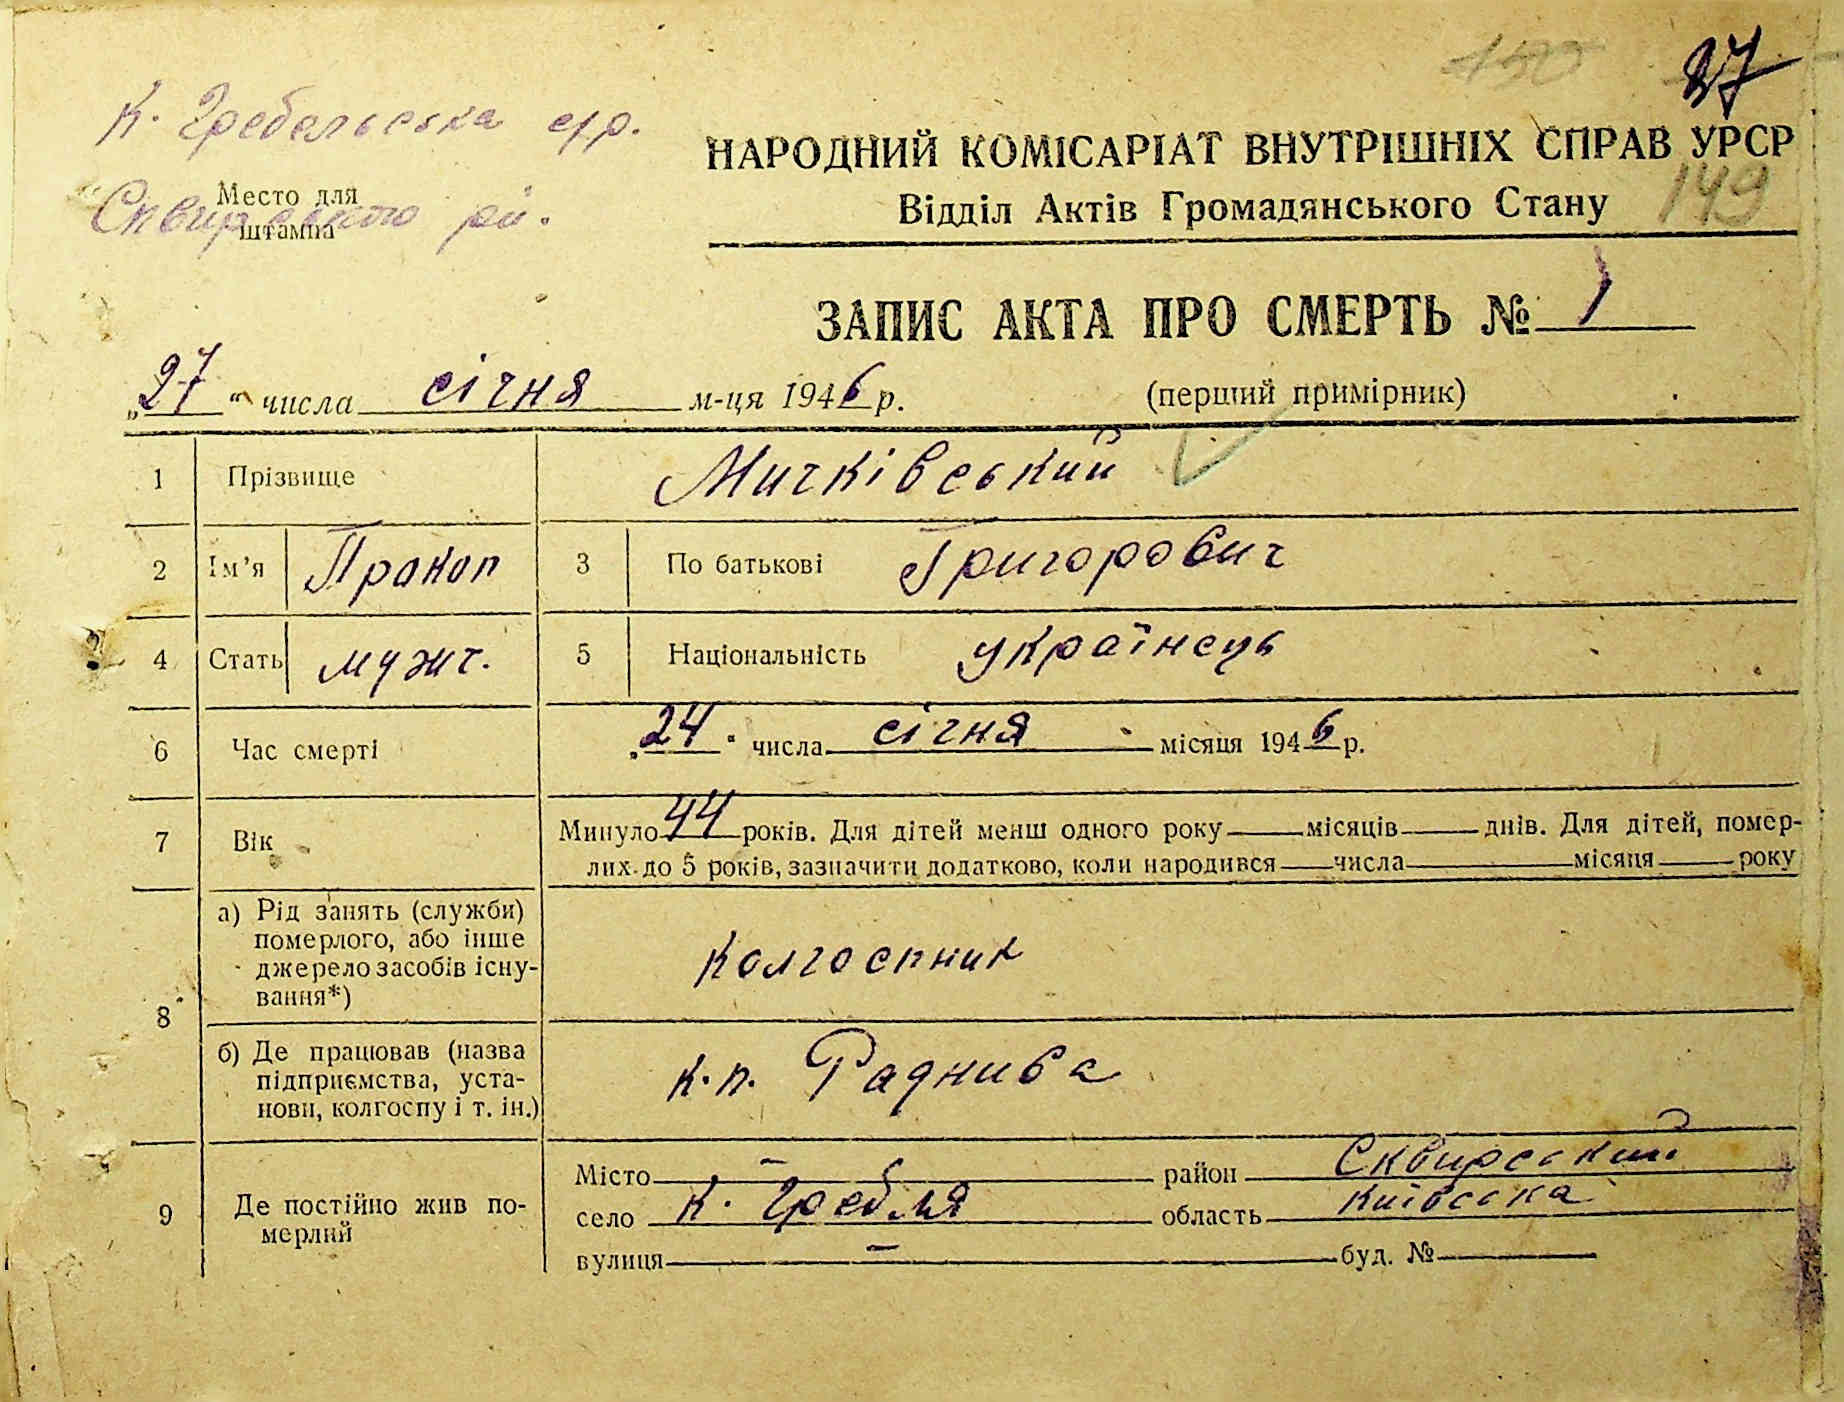 150
27
К. Гребельська с/р.
НАРОДНИЙ КОМІСАРІАТ ВНУТРІШНІХ СПРАВ УРСР
Место для
штампа
Сквирського р-
Відділ Актів Громадянського Стану
149
ЗАПИС АКТА ПРО СМЕРТЬ № 1
„27“ числа січня м-ця 1946 р.
(перший примірник)
1 Прізвище Мичківський
2 Ім’я Пракоп 3 По батькові Григорович
4 Стать мужч. 5 Національність українець
6 Час смерті „24“ числа січня місяця 1946 р.
7 Вік Минуло 44 років. Для дітей менш одного року місяців днів. Для дітей, помер-
лих до 5 років, зазначити додатково, коли народився числа місяця року
8 а) Рід занять (служби)
померлого, або інше
джерело засобів існу-
вання*)
колгоспник
б) Де працював (назва
підприємства, уста-
нови, колгоспу і т. ін.)
к.п. Раднива
9 Де постійно жив по-
мерлий
Місто – район Сквирський
село К. Гребля область Київська
вулиця – буд. №